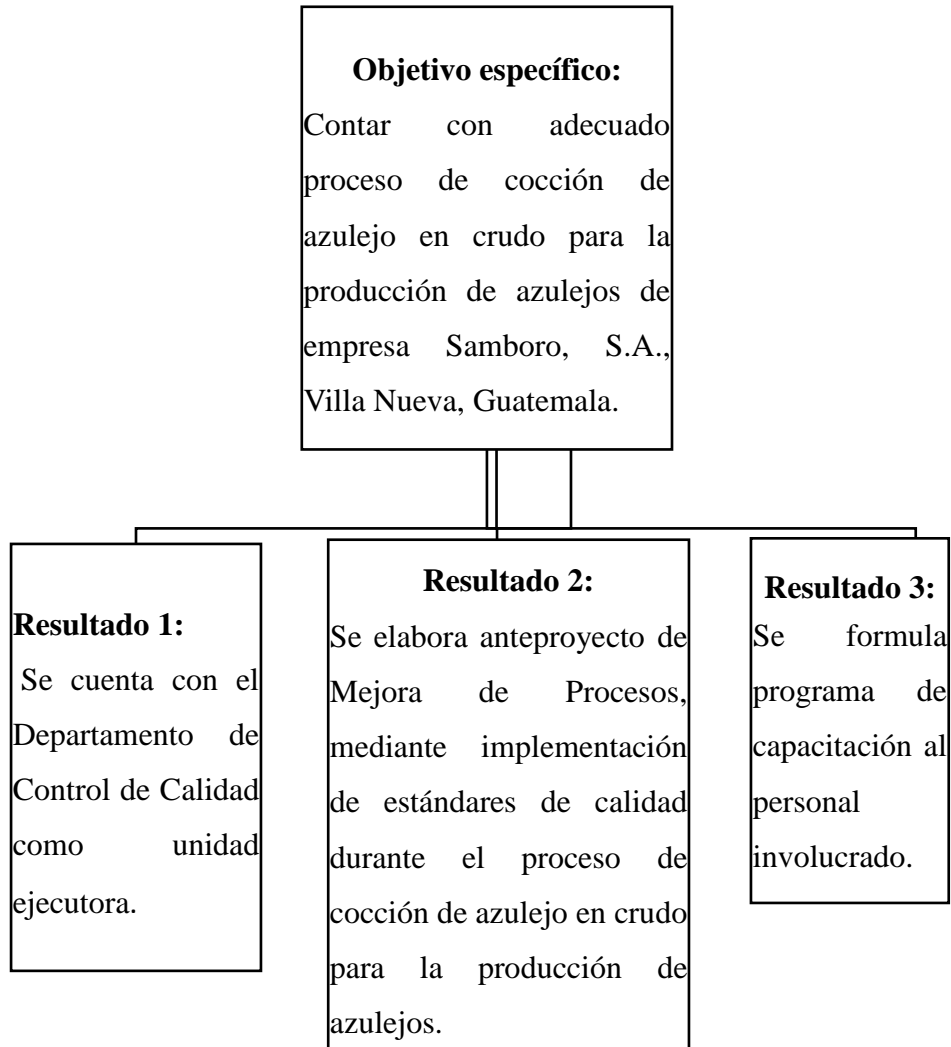 Objetivo específico:
Contar con adecuado
proceso de cocción de
azulejo en crudo para la
producción de azulejos de
empresa Samboro, S.A.,
Villa Nueva, Guatemala.
Resultado 1:
Se cuenta con el
Departamento de
Control de Calidad
como unidad
ejecutora.
Resultado 2:
Se elabora anteproyecto de
Mejora de Procesos,
mediante implementación
de estándares de calidad
durante el proceso de
cocción de azulejo en crudo
para la producción de
azulejos.
Resultado 3:
Se formula
programa de
capacitación al
personal
involucrado.